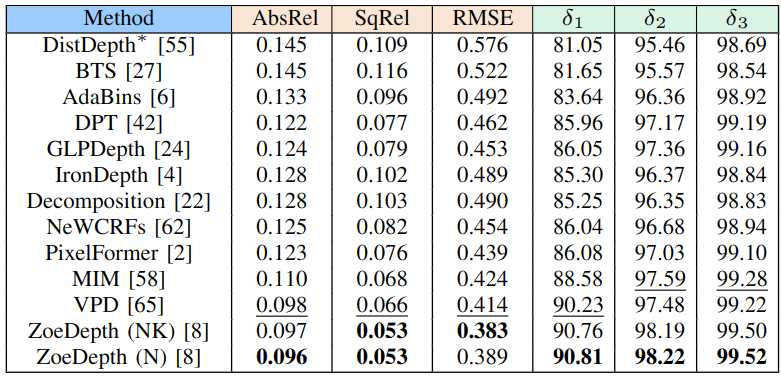 Method AbsRel SqRel RMSE δ1 δ2 δ3
DistDepth* [55] 0.145 0.109 0.576 81.05 95.46 98.69
BTS [27] 0.145 0.116 0.522 81.65 95.57 98.54
AdaBins [6] 0.133 0.096 0.492 83.64 96.36 98.92
DPT [42] 0.122 0.077 0.462 85.96 97.17 99.19
GLPDepth [24] 0.124 0.079 0.453 86.05 97.36 99.16
IronDepth [4] 0.128 0.102 0.489 85.30 96.37 98.84
Decomposition [22] 0.128 0.103 0.490 85.25 96.35 98.83
NeWCRFs [62] 0.125 0.082 0.454 86.04 96.68 98.94
PixelFormer [2] 0.123 0.076 0.439 86.08 97.03 99.10
MIM [58] 0.110 0.068 0.424 88.58 97.59 99.28
VPD [65] 0.098 0.066 0.414 90.23 97.48 99.22
ZoeDepth (NK) [8] 0.097 0.053 0.383 90.76 98.19 99.50
ZoeDepth (N) [8] 0.096 0.053 0.389 90.81 98.22 99.52